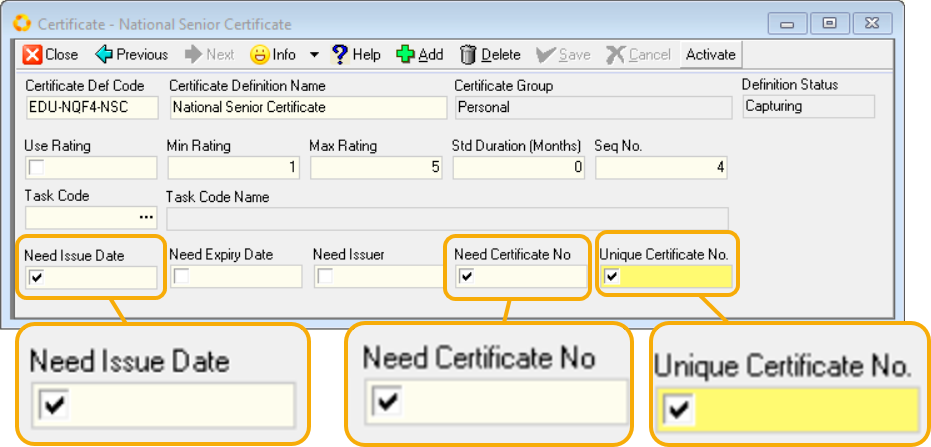 Certificate - National Senior Certificate
Close Previous Next Info Help Add Delete Save Cancel Activate
Certificate Def Code Certificate Definition Name Certificate Group Definition Status
EDU-NQF4-NSC National Senior Certificate Personal Capturing
Use Rating Min Rating Max Rating Std Duration (Months) Seq No.
1 5 0 4
Task Code Task Code Name
...
Need Issue Date Need Expiry Date Need Issuer Need Certificate No Unique Certificate No.
Need Issue Date Need Certificate No Unique Certificate No.